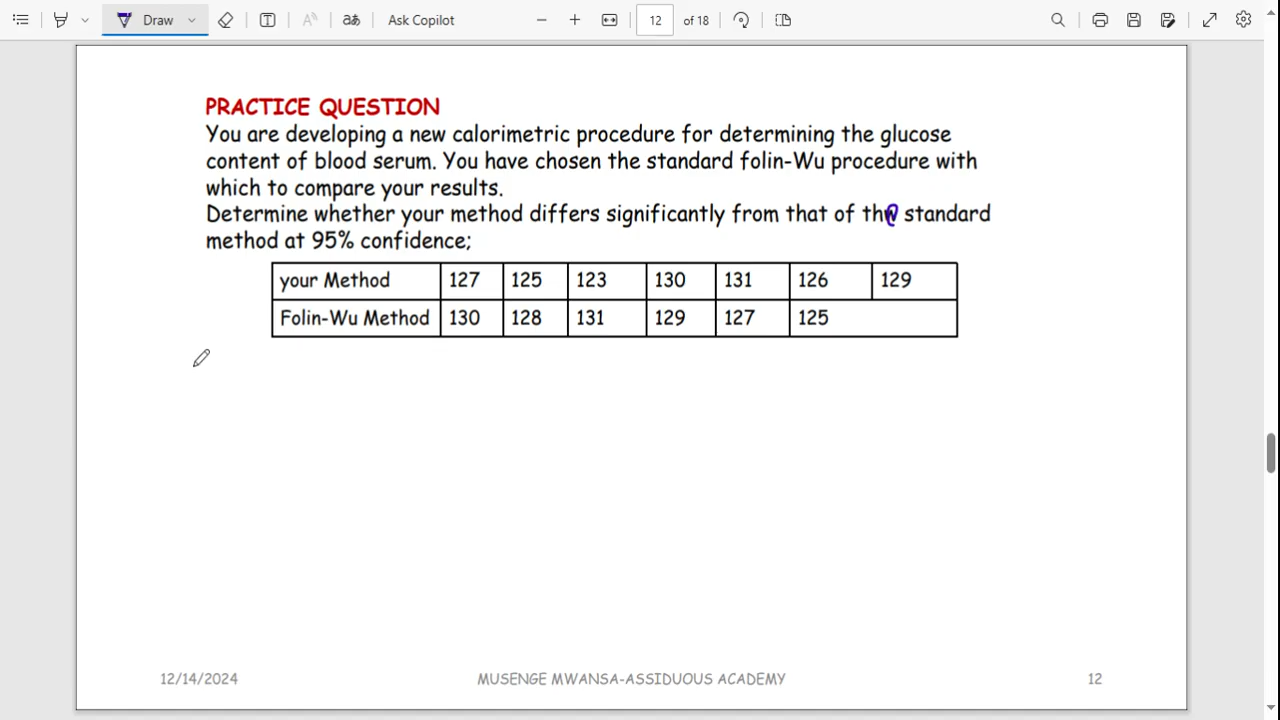 Draw Ask Copilot 12 of 18
PRACTICE QUESTION
You are developing a new calorimetric procedure for determining the glucose
content of blood serum. You have chosen the standard folin-Wu procedure with
which to compare your results.
Determine whether your method differs significantly from that of the standard
method at 95% confidence;
your Method 127 125 123 130 131 126 129
Folin-Wu Method 130 128 131 129 127 125
12/14/2024 MUSENGE MWANSA-ASSIDUOUS ACADEMY 12